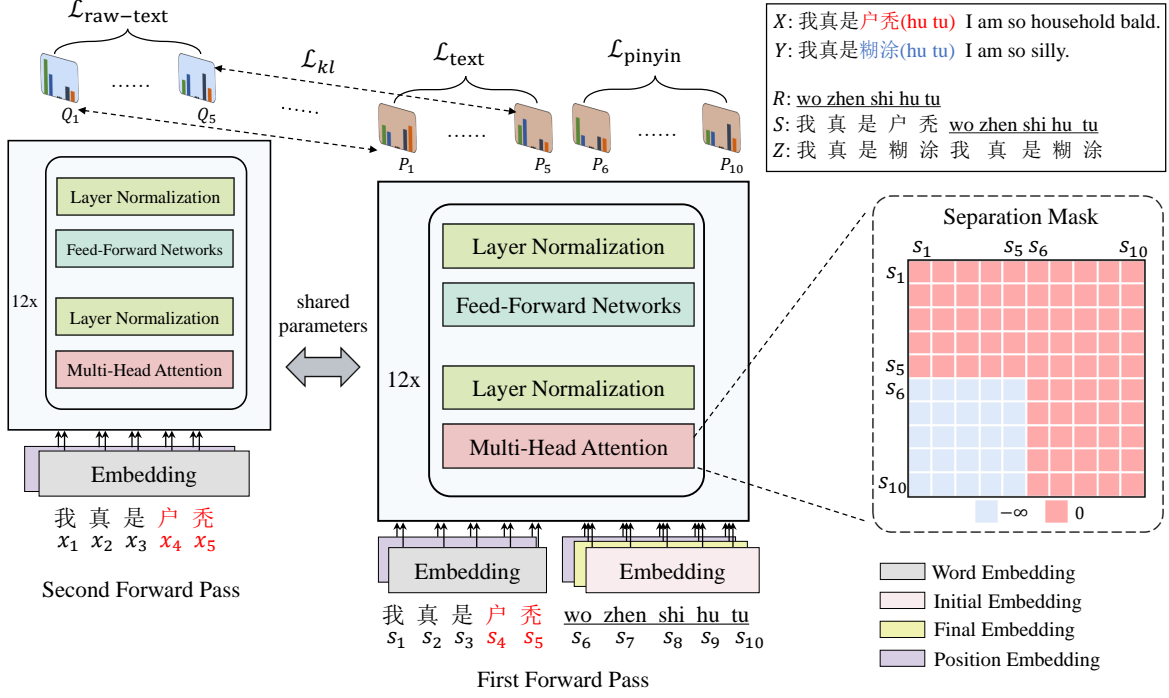 ℒraw−text
ℒkl
ℒtext
ℒpinyin
......
......
......
......
......
Q1
Q5
P1
P5
P6
P10
X: 我真是户秃(hu tu) I am so household bald.
Y: 我真是糊涂(hu tu) I am so silly.
R: wo zhen shi hu tu
S: 我 真 是 户 秃 wo zhen shi hu tu
Z: 我 真 是 糊 涂 我 真 是 糊 涂
12x
Layer Normalization
Feed-Forward Networks
Layer Normalization
Multi-Head Attention
Embedding
我 真 是 户 秃
x1 x2 x3 x4 x5
Second Forward Pass
shared
parameters
12x
Layer Normalization
Feed-Forward Networks
Layer Normalization
Multi-Head Attention
Embedding
Embedding
我 真 是 户 秃 wo zhen shi hu tu
s1 s2 s3 s4 s5 s6 s7 s8 s9 s10
First Forward Pass
Separation Mask
s1 s5 s6 s10
s1
s5
s6
s10
−∞ 0
Word Embedding
Initial Embedding
Final Embedding
Position Embedding